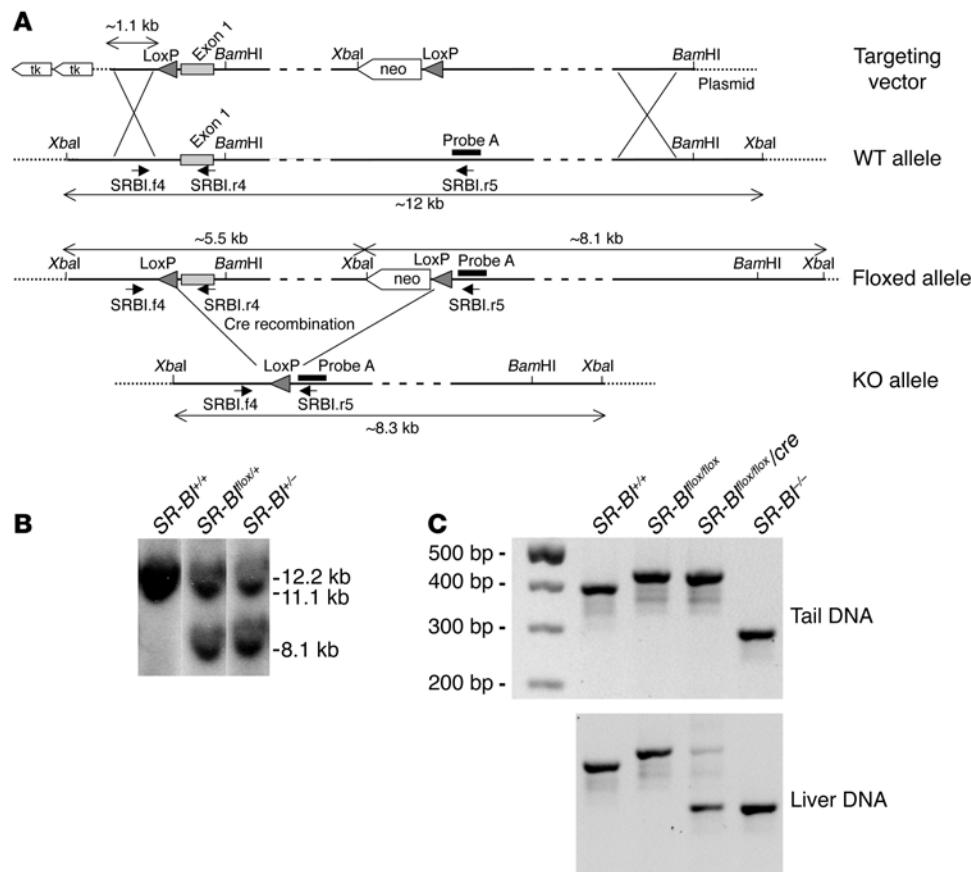 A
~1.1 kb
LoxP
Exon 1
BamHI
XbaI
LoxP
BamHI
tk
tk
neo
Plasmid
Targeting vector
XbaI
Exon 1
BamHI
Probe A
BamHI
XbaI
WT allele
SRBI.f4
SRBI.r4
SRBI.r5
~12 kb
~5.5 kb
~8.1 kb
XbaI
LoxP
BamHI
XbaI
LoxP
Probe A
BamHI
XbaI
neo
Floxed allele
SRBI.f4
SRBI.r4
SRBI.r5
Cre recombination
XbaI
LoxP
Probe A
BamHI
XbaI
KO allele
SRBI.f4
SRBI.r5
~8.3 kb
B
SR-BI+/+
SR-BIflox/+
SR-BI+/-
-12.2 kb
-11.1 kb
-8.1 kb
C
SR-BI+/+
SR-BIflox/flox
SR-BIflox/flox/cre
SR-BI-/-
500 bp -
400 bp -
300 bp -
200 bp -
Tail DNA
Liver DNA